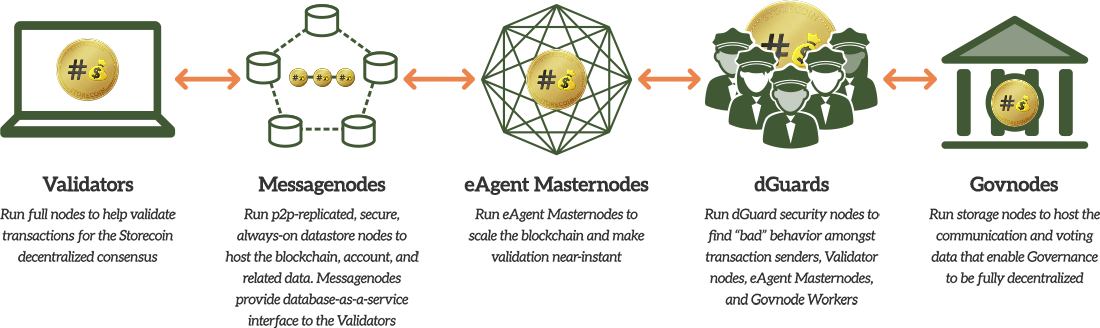 #💰
STORECOIN
#💰
#💰
#💰
#💰
STORECOIN
#💰
STORECOIN
#💰
Validators
Run full nodes to help validate
transactions for the Storecoin
decentralized consensus
Messagenodes
Run p2p-replicated, secure,
always-on datastore nodes to
host the blockchain, account, and
related data. Messagenodes
provide database-as-a-service
interface to the Validators
eAgent Masternodes
Run eAgent Masternodes to
scale the blockchain and make
validation near-instant
dGuards
Run dGuard security nodes to
find “bad” behavior amongst
transaction senders, Validator
nodes, eAgent Masternodes,
and Govnode Workers
Govnodes
Run storage nodes to host the
communication and voting
data that enable Governance
to be fully decentralized